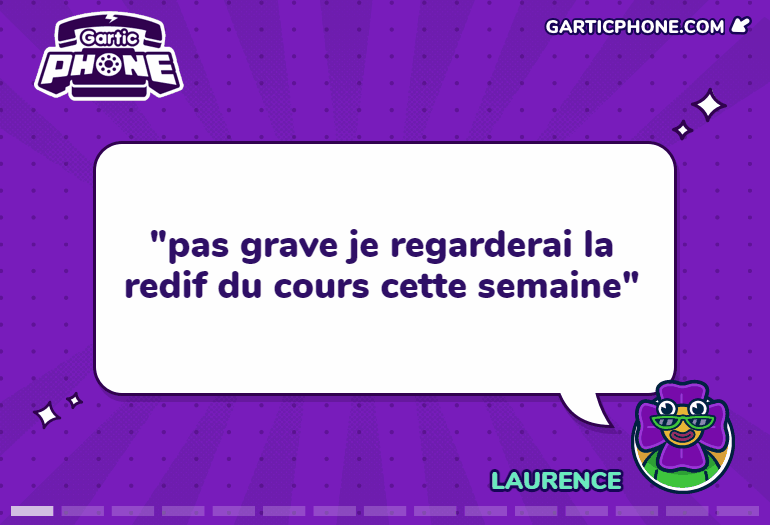 Gartic
PHONE
GARTICPHONE.COM
"pas grave je regarderai la
redif du cours cette semaine"
LAURENCE